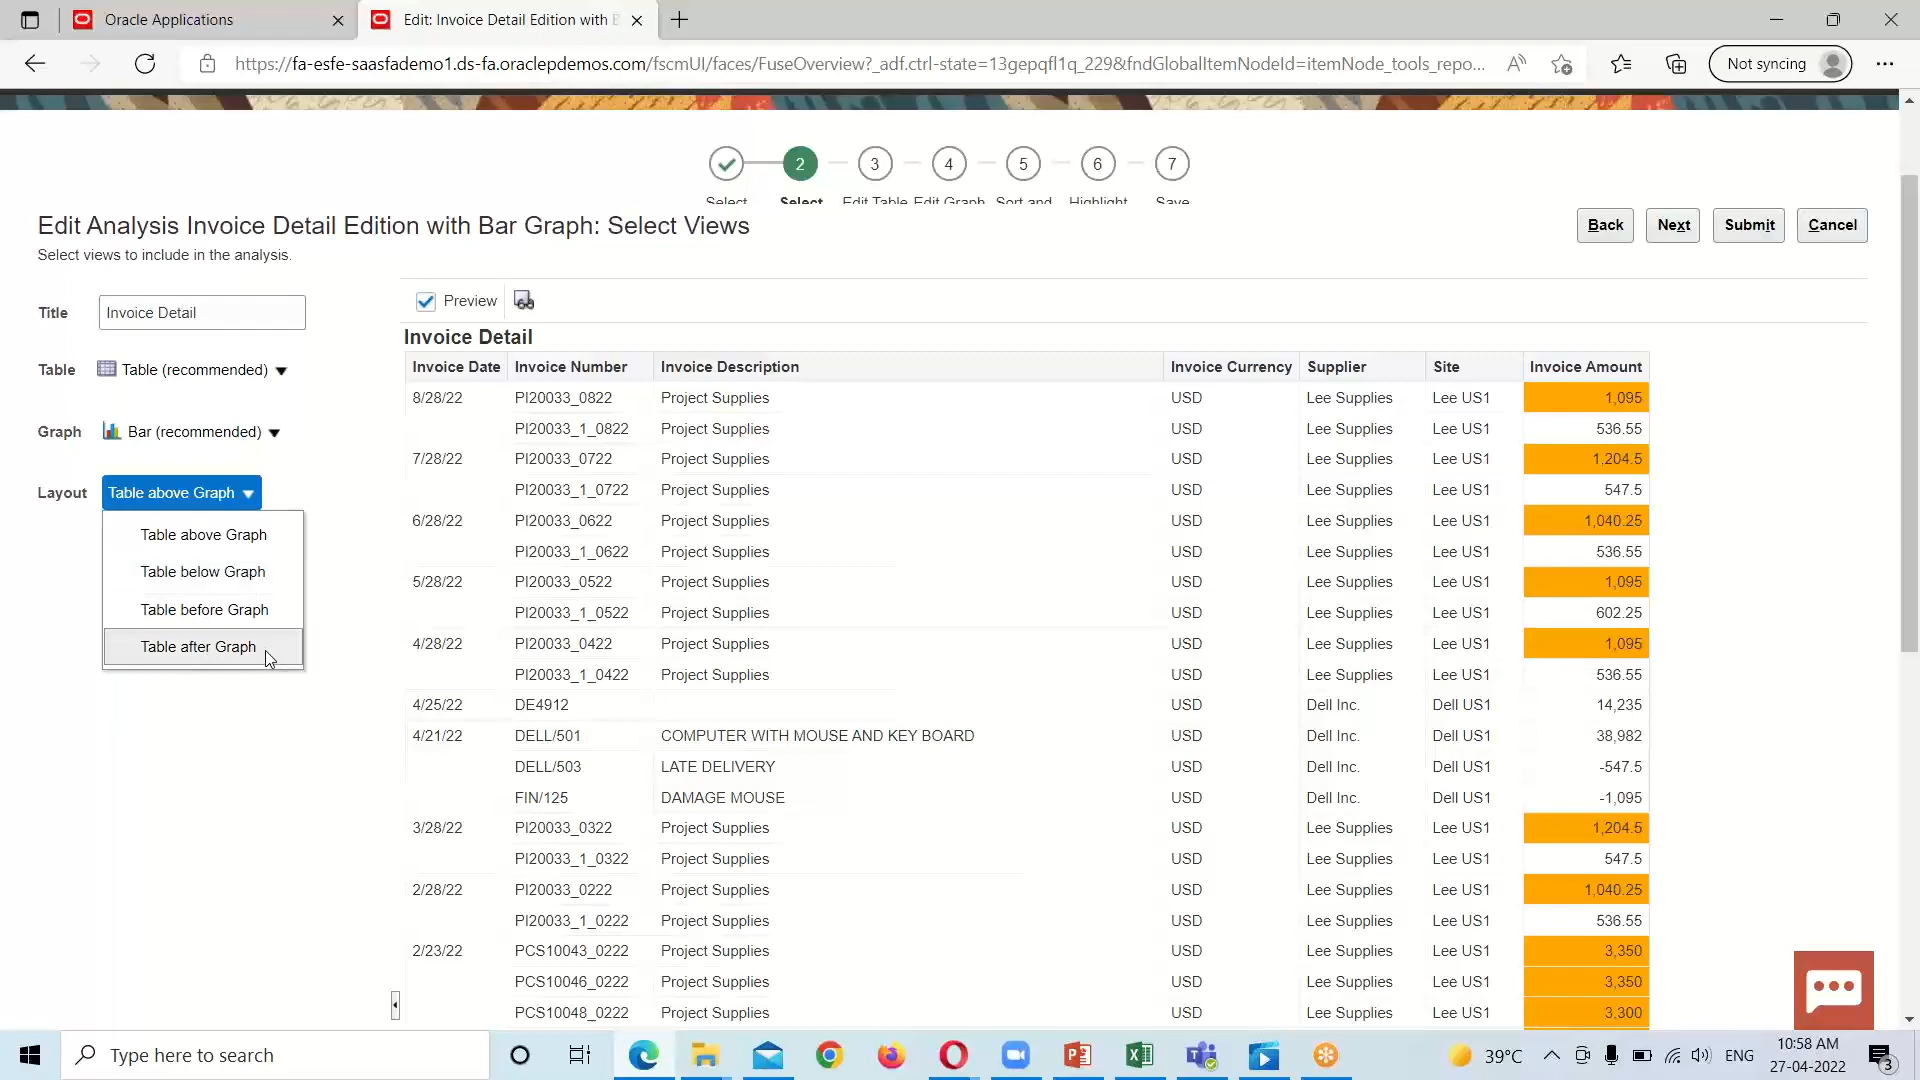 Oracle Applications
Edit: Invoice Detail Edition with B
https://fa-esfe-saasfademo1.ds-fa.oraclepdemos.com/fscmUI/faces/FuseOverview?_adf.ctrl-state=13gepqfl1q_229&fndGlobalItemNodeId=itemNode_tools_repo...
Not syncing
2 3 4 5 6 7
Select Select Edit Table Edit Graph Sort and Highlight Save
Edit Analysis Invoice Detail Edition with Bar Graph: Select Views
Back Next Submit Cancel
Select views to include in the analysis.
Title Invoice Detail
Table Table (recommended)
Graph Bar (recommended)
Layout Table above Graph
Table above Graph
Table below Graph
Table before Graph
Table after Graph
Preview
Invoice Detail
Invoice Date Invoice Number Invoice Description Invoice Currency Supplier Site Invoice Amount
8/28/22 PI20033_0822 Project Supplies USD Lee Supplies Lee US1 1,095
PI20033_1_0822 Project Supplies USD Lee Supplies Lee US1 536.55
7/28/22 PI20033_0722 Project Supplies USD Lee Supplies Lee US1 1,204.5
PI20033_1_0722 Project Supplies USD Lee Supplies Lee US1 547.5
6/28/22 PI20033_0622 Project Supplies USD Lee Supplies Lee US1 1,040.25
PI20033_1_0622 Project Supplies USD Lee Supplies Lee US1 536.55
5/28/22 PI20033_0522 Project Supplies USD Lee Supplies Lee US1 1,095
PI20033_1_0522 Project Supplies USD Lee Supplies Lee US1 602.25
4/28/22 PI20033_0422 Project Supplies USD Lee Supplies Lee US1 1,095
PI20033_1_0422 Project Supplies USD Lee Supplies Lee US1 536.55
4/25/22 DE4912 USD Dell Inc. Dell US1 14,235
4/21/22 DELL/501 COMPUTER WITH MOUSE AND KEY BOARD USD Dell Inc. Dell US1 38,982
DELL/503 LATE DELIVERY USD Dell Inc. Dell US1 -547.5
FIN/125 DAMAGE MOUSE USD Dell Inc. Dell US1 -1,095
3/28/22 PI20033_0322 Project Supplies USD Lee Supplies Lee US1 1,204.5
PI20033_1_0322 Project Supplies USD Lee Supplies Lee US1 547.5
2/28/22 PI20033_0222 Project Supplies USD Lee Supplies Lee US1 1,040.25
PI20033_1_0222 Project Supplies USD Lee Supplies Lee US1 536.55
2/23/22 PCS10043_0222 Project Supplies USD Lee Supplies Lee US1 3,350
PCS10046_0222 Project Supplies USD Lee Supplies Lee US1 3,350
PCS10048_0222 Project Supplies USD Lee Supplies Lee US1 3,300
Type here to search
39°C
ENG
10:58 AM
27-04-2022
3